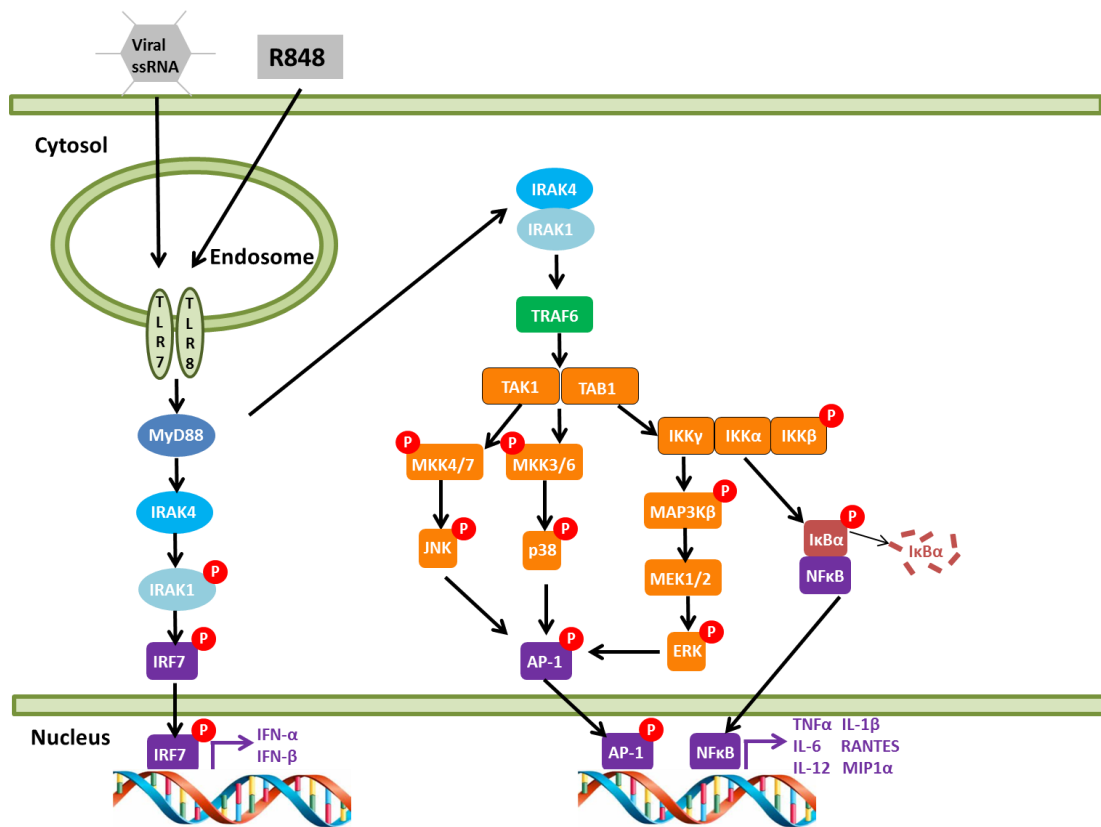 Viral
ssRNA
R848
Cytosol
Endosome
TLR7
TLR8
MyD88
IRAK4
IRAK1
P
IRF7
P
Nucleus
IRF7
P
IFN-α
IFN-β
IRAK4
IRAK1
TRAF6
TAK1
TAB1
P
MKK4/7
P
MKK3/6
IKKγ
IKKα
IKKβ
P
JNK
P
p38
P
MAP3Kβ
P
MEK1/2
ERK
P
IκBα
P
IκBα
NFκB
AP-1
P
AP-1
P
NFκB
TNFα IL-1β
IL-6 RANTES
IL-12 MIP1α